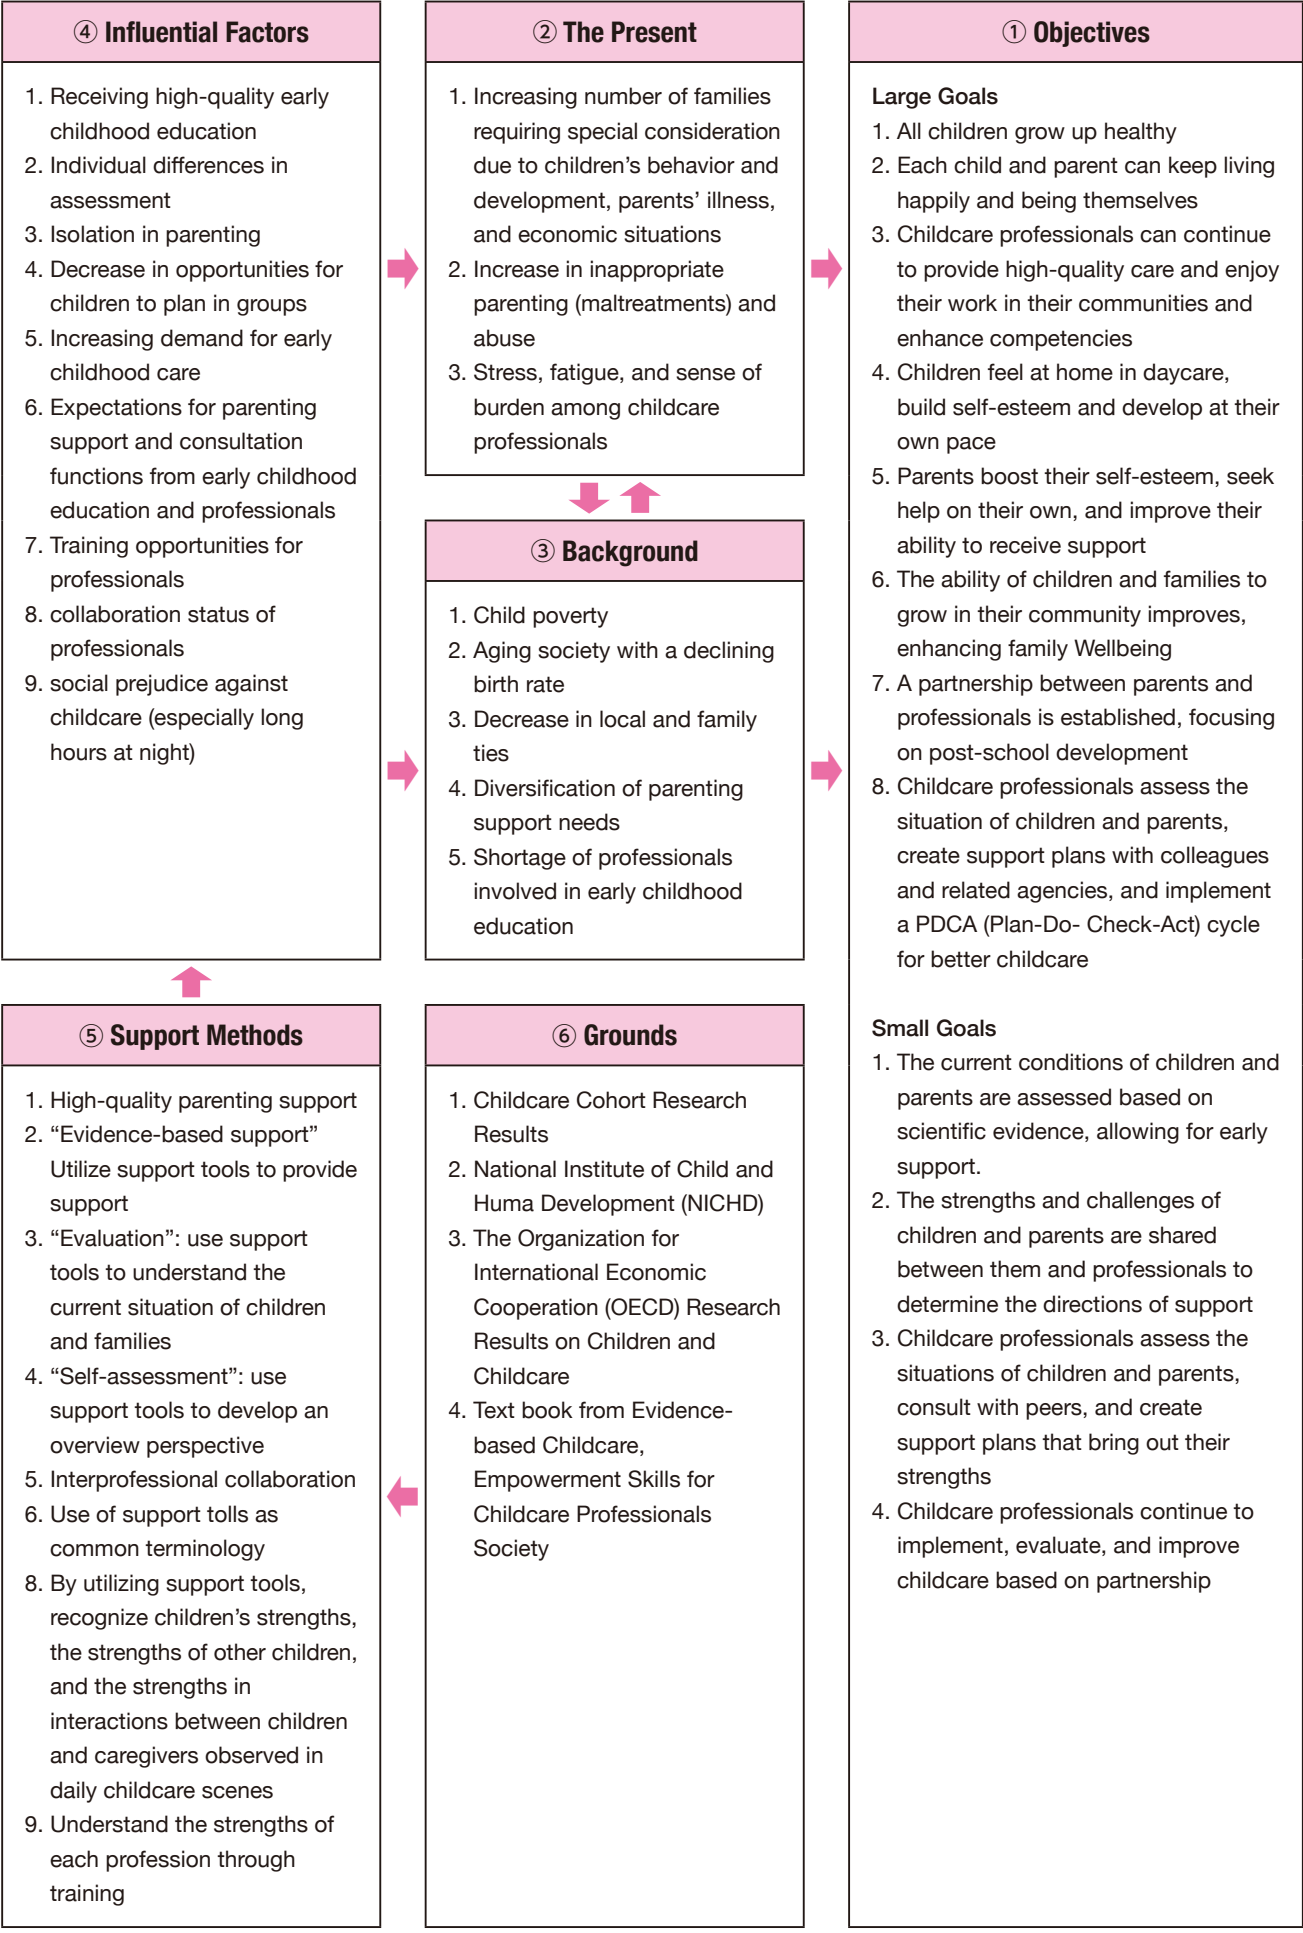 ④ Influential Factors
1. Receiving high-quality early
childhood education
2. Individual differences in
assessment
3. Isolation in parenting
4. Decrease in opportunities for
children to plan in groups
5. Increasing demand for early
childhood care
6. Expectations for parenting
support and consultation
functions from early childhood
education and professionals
7. Training opportunities for
professionals
8. collaboration status of
professionals
9. social prejudice against
childcare (especially long
hours at night)
② The Present
1. Increasing number of families
requiring special consideration
due to children’s behavior and
development, parents’ illness,
and economic situations
2. Increase in inappropriate
parenting (maltreatments) and
abuse
3. Stress, fatigue, and sense of
burden among childcare
professionals
③ Background
1. Child poverty
2. Aging society with a declining
birth rate
3. Decrease in local and family
ties
4. Diversification of parenting
support needs
5. Shortage of professionals
involved in early childhood
education
① Objectives
Large Goals
1. All children grow up healthy
2. Each child and parent can keep living
happily and being themselves
3. Childcare professionals can continue
to provide high-quality care and enjoy
their work in their communities and
enhance competencies
4. Children feel at home in daycare,
build self-esteem and develop at their
own pace
5. Parents boost their self-esteem, seek
help on their own, and improve their
ability to receive support
6. The ability of children and families to
grow in their community improves,
enhancing family Wellbeing
7. A partnership between parents and
professionals is established, focusing
on post-school development
8. Childcare professionals assess the
situation of children and parents,
create support plans with colleagues
and related agencies, and implement
a PDCA (Plan-Do- Check-Act) cycle
for better childcare
Small Goals
1. The current conditions of children and
parents are assessed based on
scientific evidence, allowing for early
support.
2. The strengths and challenges of
children and parents are shared
between them and professionals to
determine the directions of support
3. Childcare professionals assess the
situations of children and parents,
consult with peers, and create
support plans that bring out their
strengths
4. Childcare professionals continue to
implement, evaluate, and improve
childcare based on partnership
⑤ Support Methods
1. High-quality parenting support
2. “Evidence-based support”
Utilize support tools to provide
support
3. “Evaluation”: use support
tools to understand the
current situation of children
and families
4. “Self-assessment”: use
support tools to develop an
overview perspective
5. Interprofessional collaboration
6. Use of support tolls as
common terminology
8. By utilizing support tools,
recognize children’s strengths,
the strengths of other children,
and the strengths in
interactions between children
and caregivers observed in
daily childcare scenes
9. Understand the strengths of
each profession through
training
⑥ Grounds
1. Childcare Cohort Research
Results
2. National Institute of Child and
Huma Development (NICHD)
3. The Organization for
International Economic
Cooperation (OECD) Research
Results on Children and
Childcare
4. Text book from Evidence-
based Childcare,
Empowerment Skills for
Childcare Professionals
Society